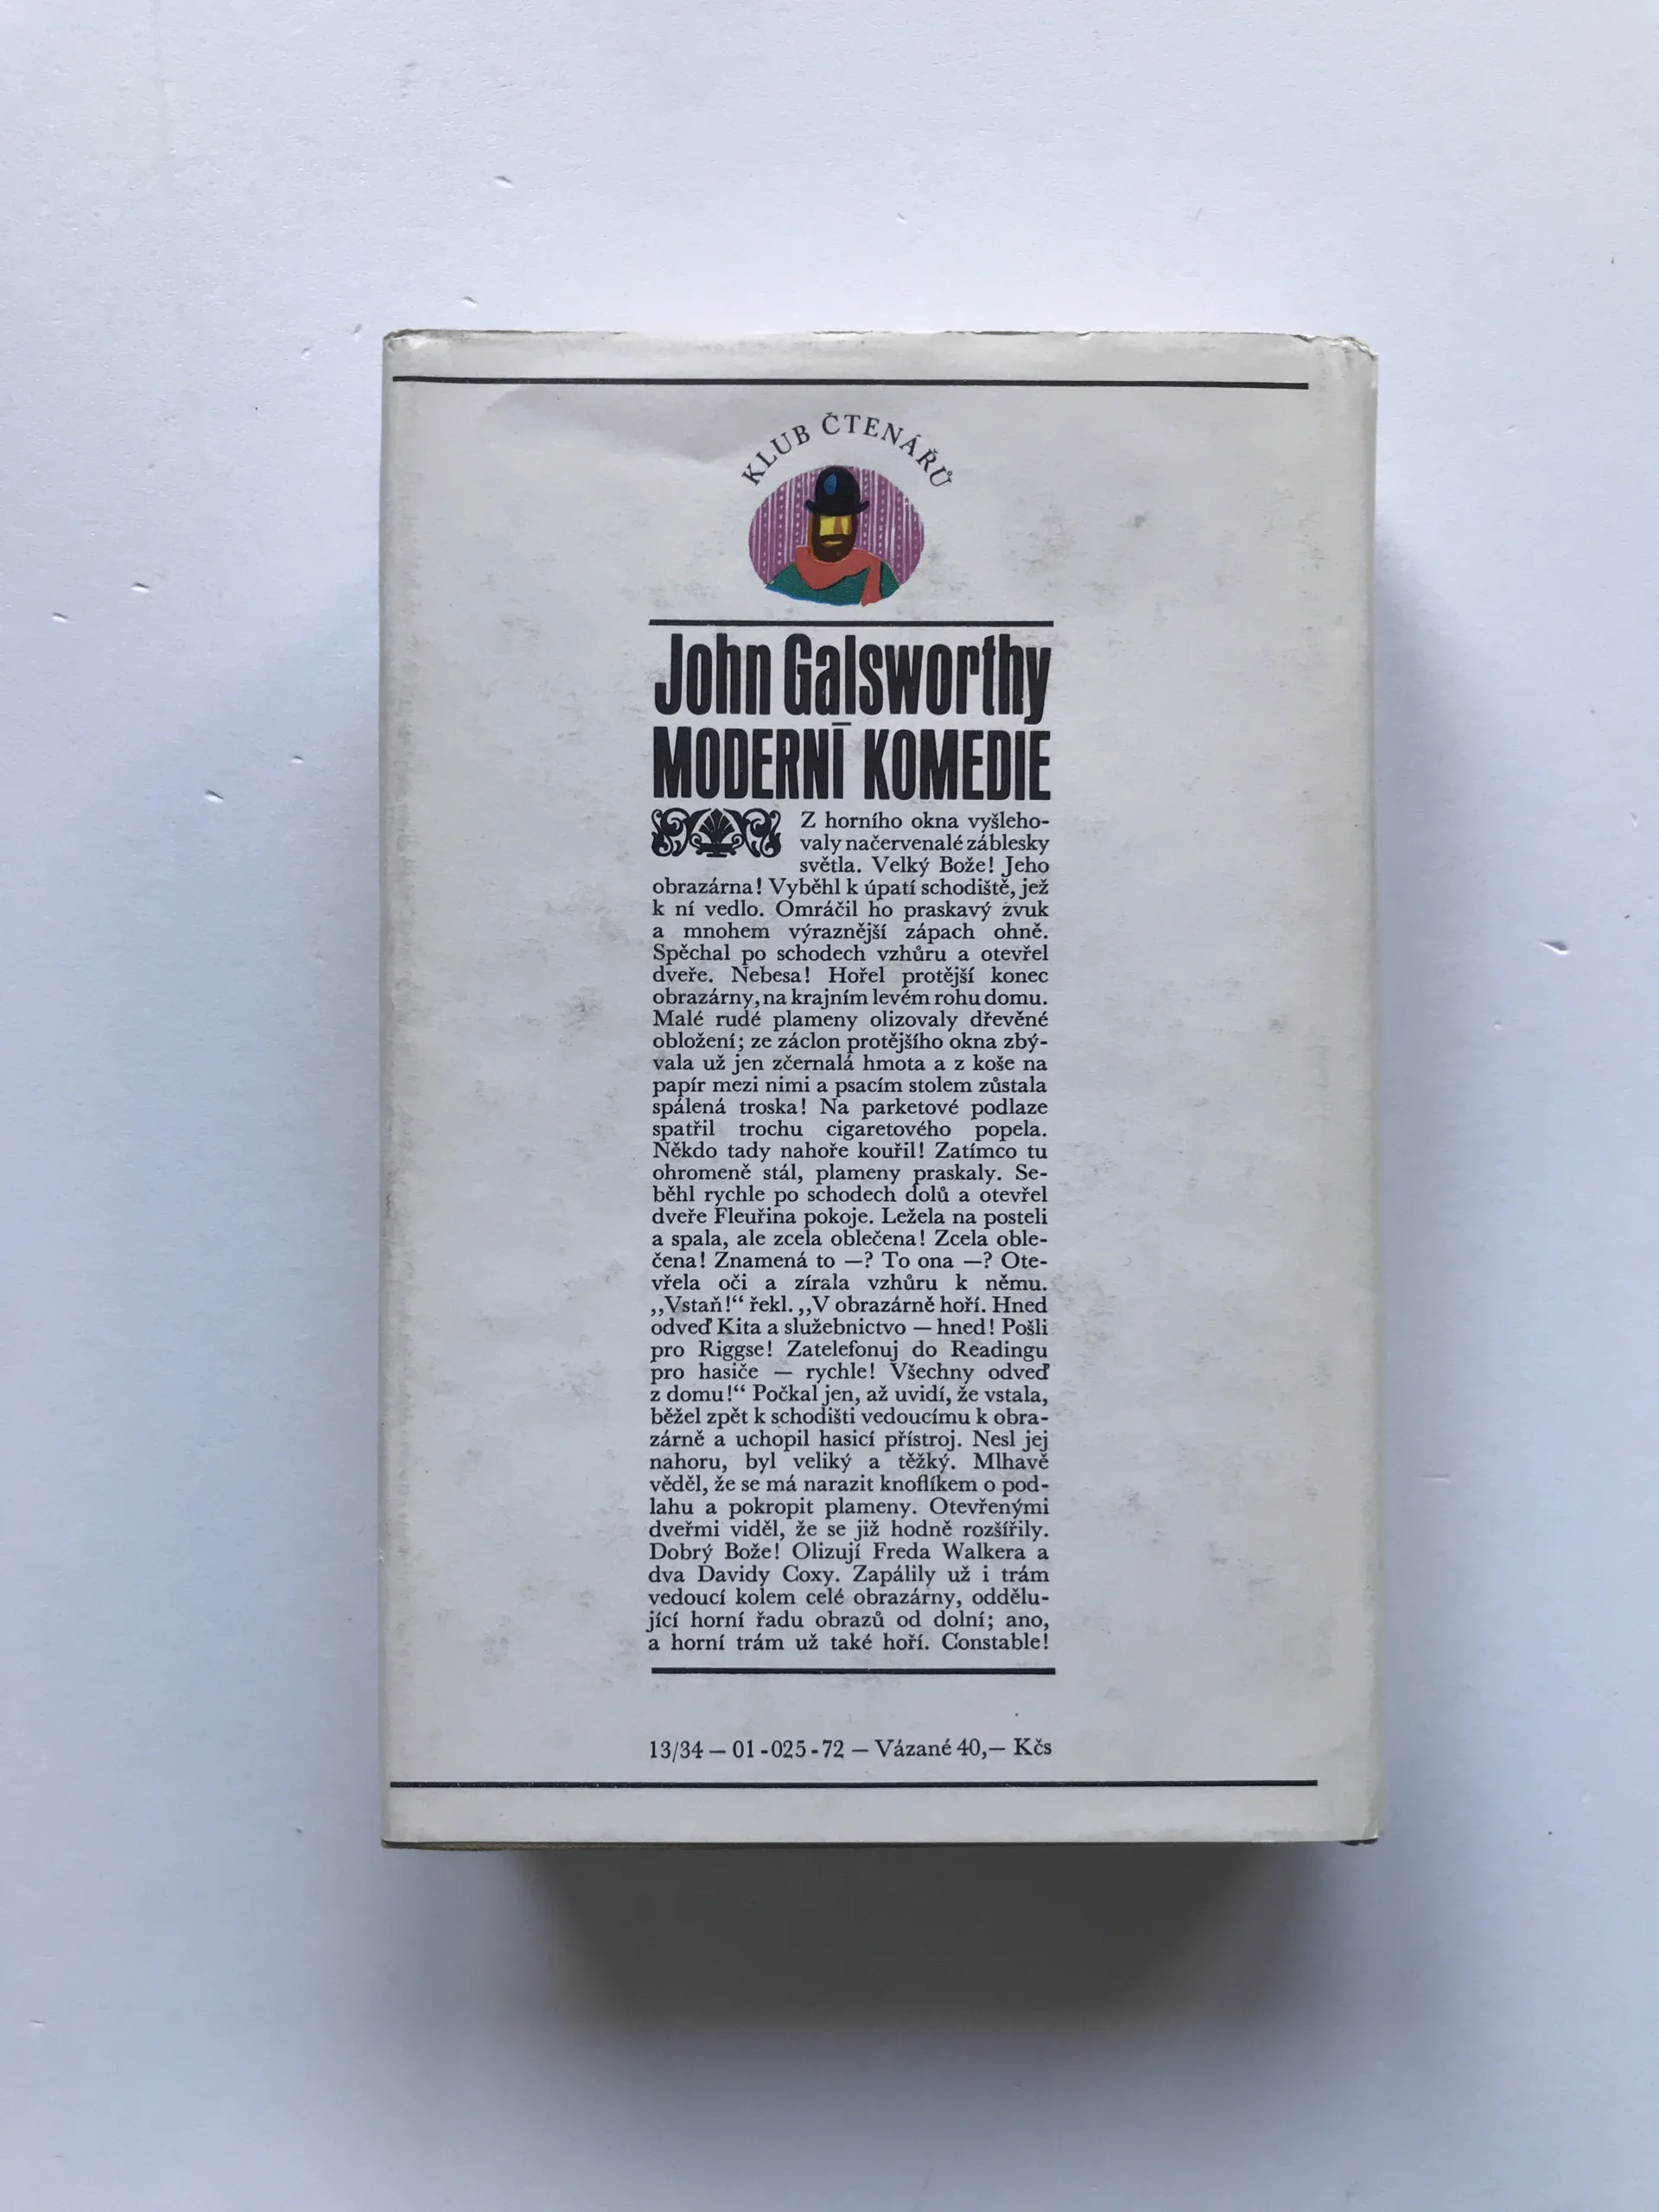 KLUB ČTENÁŘŮ
John Galsworthy
MODERNÍ KOMEDIE
Z horního okna vyšleho-
valy načervenalé záblesky
světla. Velký Bože! Jeho
obrazárna! Vyběhl k úpatí schodiště, jež
k ní vedlo. Omráčil ho praskavý zvuk
a mnohem výraznější zápach ohně.
Spěchal po schodech vzhůru a otevřel
dveře. Nebesa! Hořel protější konec
obrazárny, na krajním levém rohu domu.
Malé rudé plameny olizovaly dřevěné
obložení; ze záclon protějšího okna zbý-
vala už jen zčernalá hmota a z koše na
papír mezi nimi a psacím stolem zůstala
spálená troska! Na parketové podlaze
spatřil trochu cigaretového popela.
Někdo tady nahoře kouřil! Zatímco tu
ohromeně stál, plameny praskaly. Se-
běhl rychle po schodech dolů a otevřel
dveře Fleuřina pokoje. Ležela na posteli
a spala, ale zcela oblečena! Zcela oble-
čena! Znamená to —? To ona —? Ote-
vřela oči a zírala vzhůru k němu.
„Vstaň!“ řekl. „V obrazárně hoří. Hned
odveď Kita a služebnictvo — hned! Pošli
pro Riggse! Zatelefonuj do Readingu
pro hasiče — rychle! Všechny odveď
z domu!“ Počkal jen, až uvidí, že vstala,
běžel zpět k schodišti vedoucímu k obra-
zárně a uchopil hasicí přístroj. Nesl jej
nahoru, byl veliký a těžký. Mlhavě
věděl, že se má narazit knoflíkem o pod-
lahu a pokropit plameny. Otevřenými
dveřmi viděl, že se již hodně rozšířily.
Dobrý Bože! Olizují Freda Walkera a
dva Davidy Coxy. Zapálily už i trám
vedoucí kolem celé obrazárny, oddělu-
jící horní řadu obrazů od dolní; ano,
a horní trám už také hoří. Constable!
13/34 — 01-025-72 — Vázané 40,— Kčs